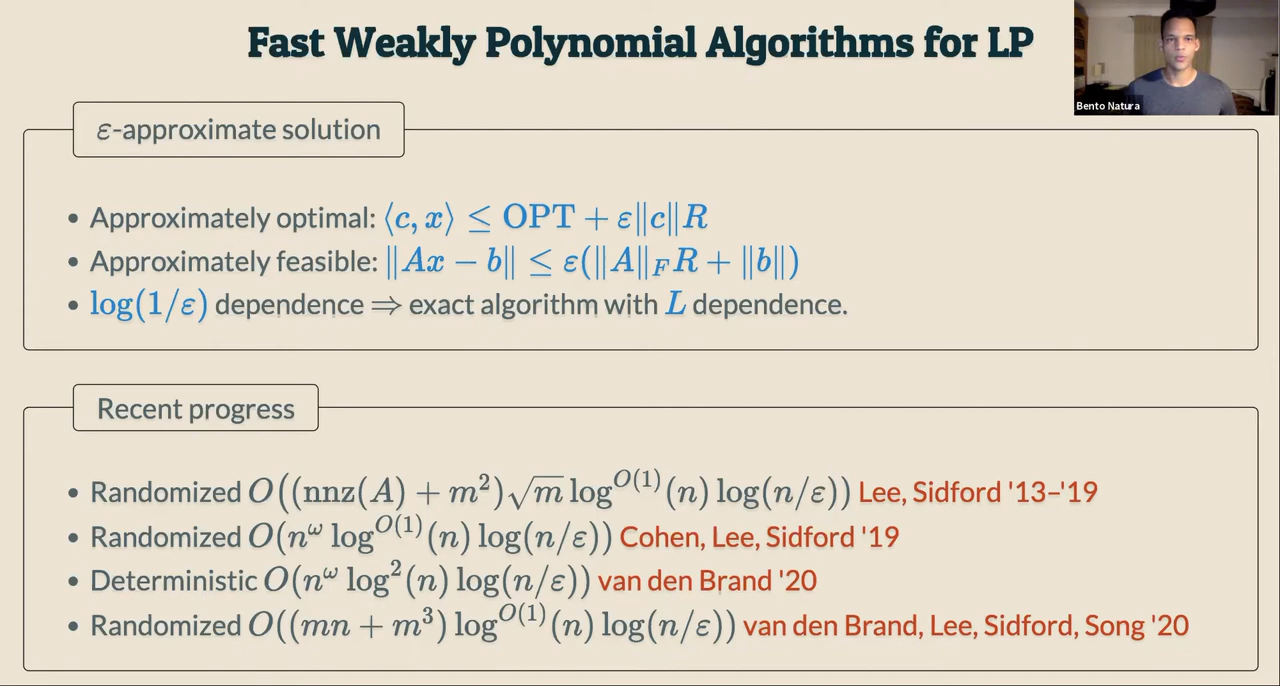 Fast Weakly Polynomial Algorithms for LP
Bento Natura
ε-approximate solution
• Approximately optimal: ⟨c, x⟩ ≤ OPT + ε‖c‖R
• Approximately feasible: ‖Ax − b‖ ≤ ε(‖A‖_F R + ‖b‖)
• log(1/ε) dependence ⇒ exact algorithm with L dependence.
Recent progress
• Randomized O((nnz(A) + m²)√m log^{O(1)}(n) log(n/ε)) Lee, Sidford '13–'19
• Randomized O(n^ω log^{O(1)}(n) log(n/ε)) Cohen, Lee, Sidford '19
• Deterministic O(n^ω log²(n) log(n/ε)) van den Brand '20
• Randomized O((mn + m³) log^{O(1)}(n) log(n/ε)) van den Brand, Lee, Sidford, Song '20